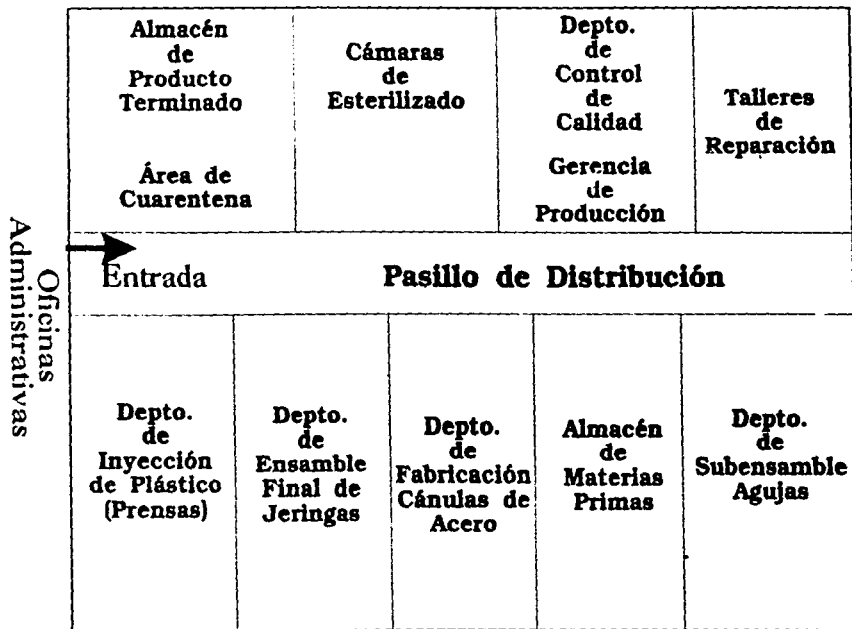 Almacén
de
Producto
Terminado
Área de
Cuarentena
Cámaras
de
Esterilizado
Depto.
de
Control
de
Calidad
Gerencia
de
Producción
Talleres
de
Reparación
Oficinas
Administrativas
Entrada
Pasillo de Distribución
Depto.
de
Inyección
de Plástico
(Prensas)
Depto.
de
Ensamble
Final de
Jeringas
Depto.
de
Fabricación
Cánulas de
Acero
Almacén
de
Materias
Primas
Depto.
de
Subensamble
Agujas